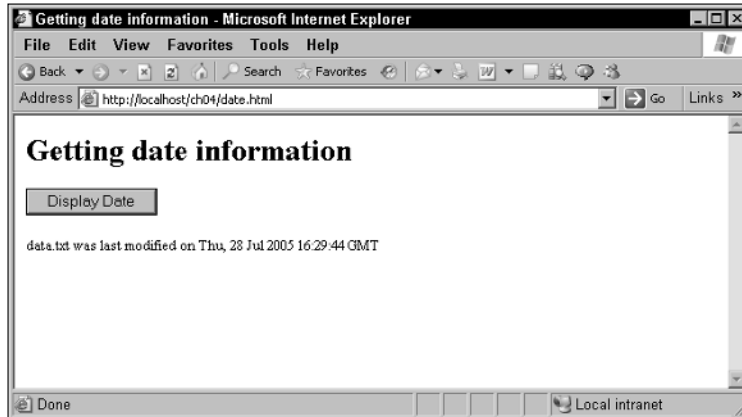 Getting date information - Microsoft Internet Explorer
File Edit View Favorites Tools Help
Back Search Favorites
Address http://localhost/ch04/date.html Go Links »
Getting date information
Display Date
data.txt was last modified on Thu, 28 Jul 2005 16:29:44 GMT
Done Local intranet